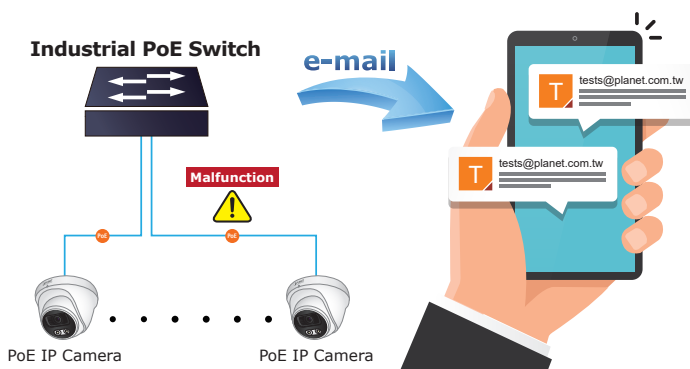 Industrial PoE Switch
e-mail
tests@planet.com.tw
T
tests@planet.com.tw
T
Malfunction
PoE
PoE
PoE IP Camera
PoE IP Camera